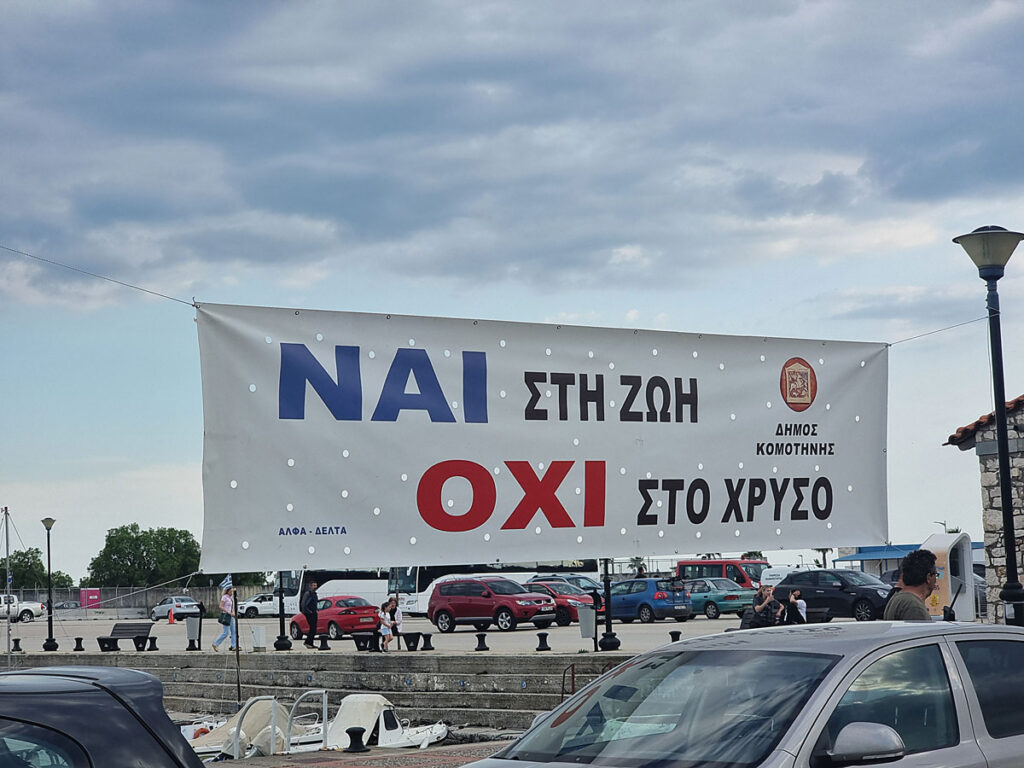 ΝΑΙ ΣΤΗ ΖΩΗ
ΔΗΜΟΣ
ΚΟΜΟΤΗΝΗΣ
ΟΧΙ ΣΤΟ ΧΡΥΣΟ
ΑΛΦΑ - ΔΕΛΤΑ